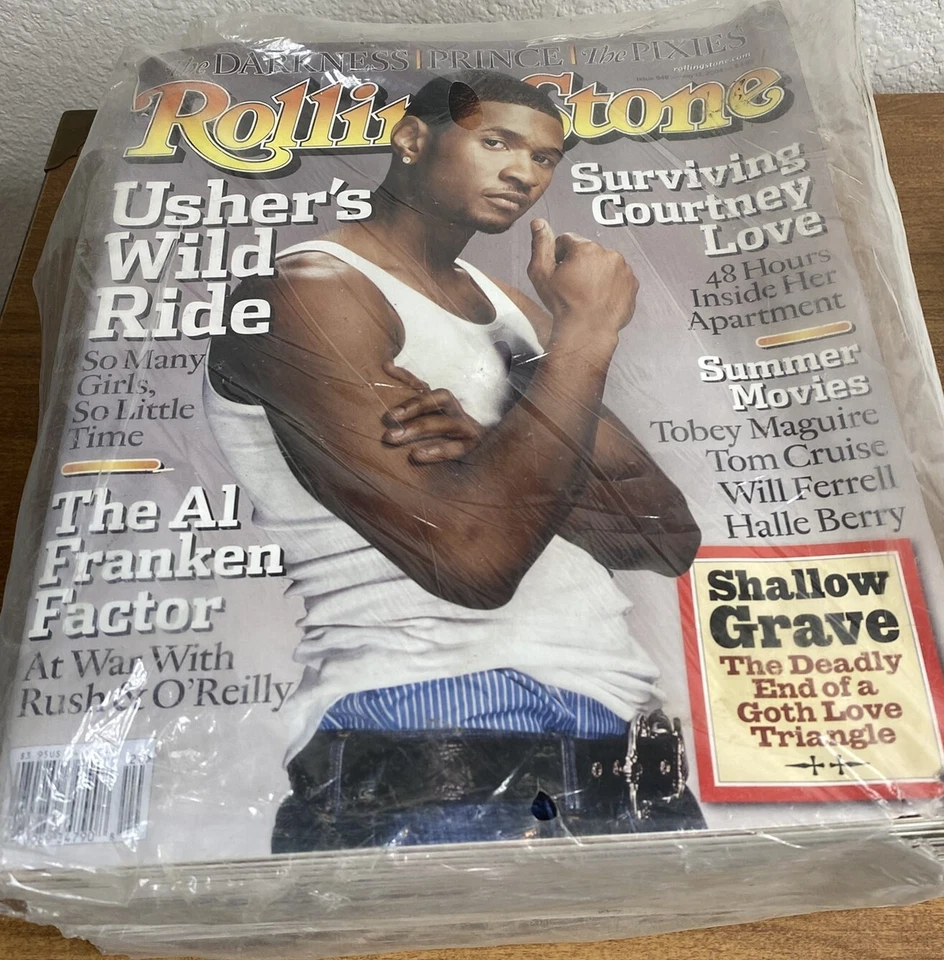 The DARKNESS | PRINCE | The PIXIES
rollingstone.com
Rolling Stone
Usher's
Wild
Ride
So Many
Girls,
So Little
Time
The Al
Franken
Factor
At War With
Rush & O'Reilly
Surviving
Courtney
Love
48 Hours
Inside Her
Apartment
Summer
Movies
Tobey Maguire
Tom Cruise
Will Ferrell
Halle Berry
Shallow
Grave
The Deadly
End of a
Goth Love
Triangle